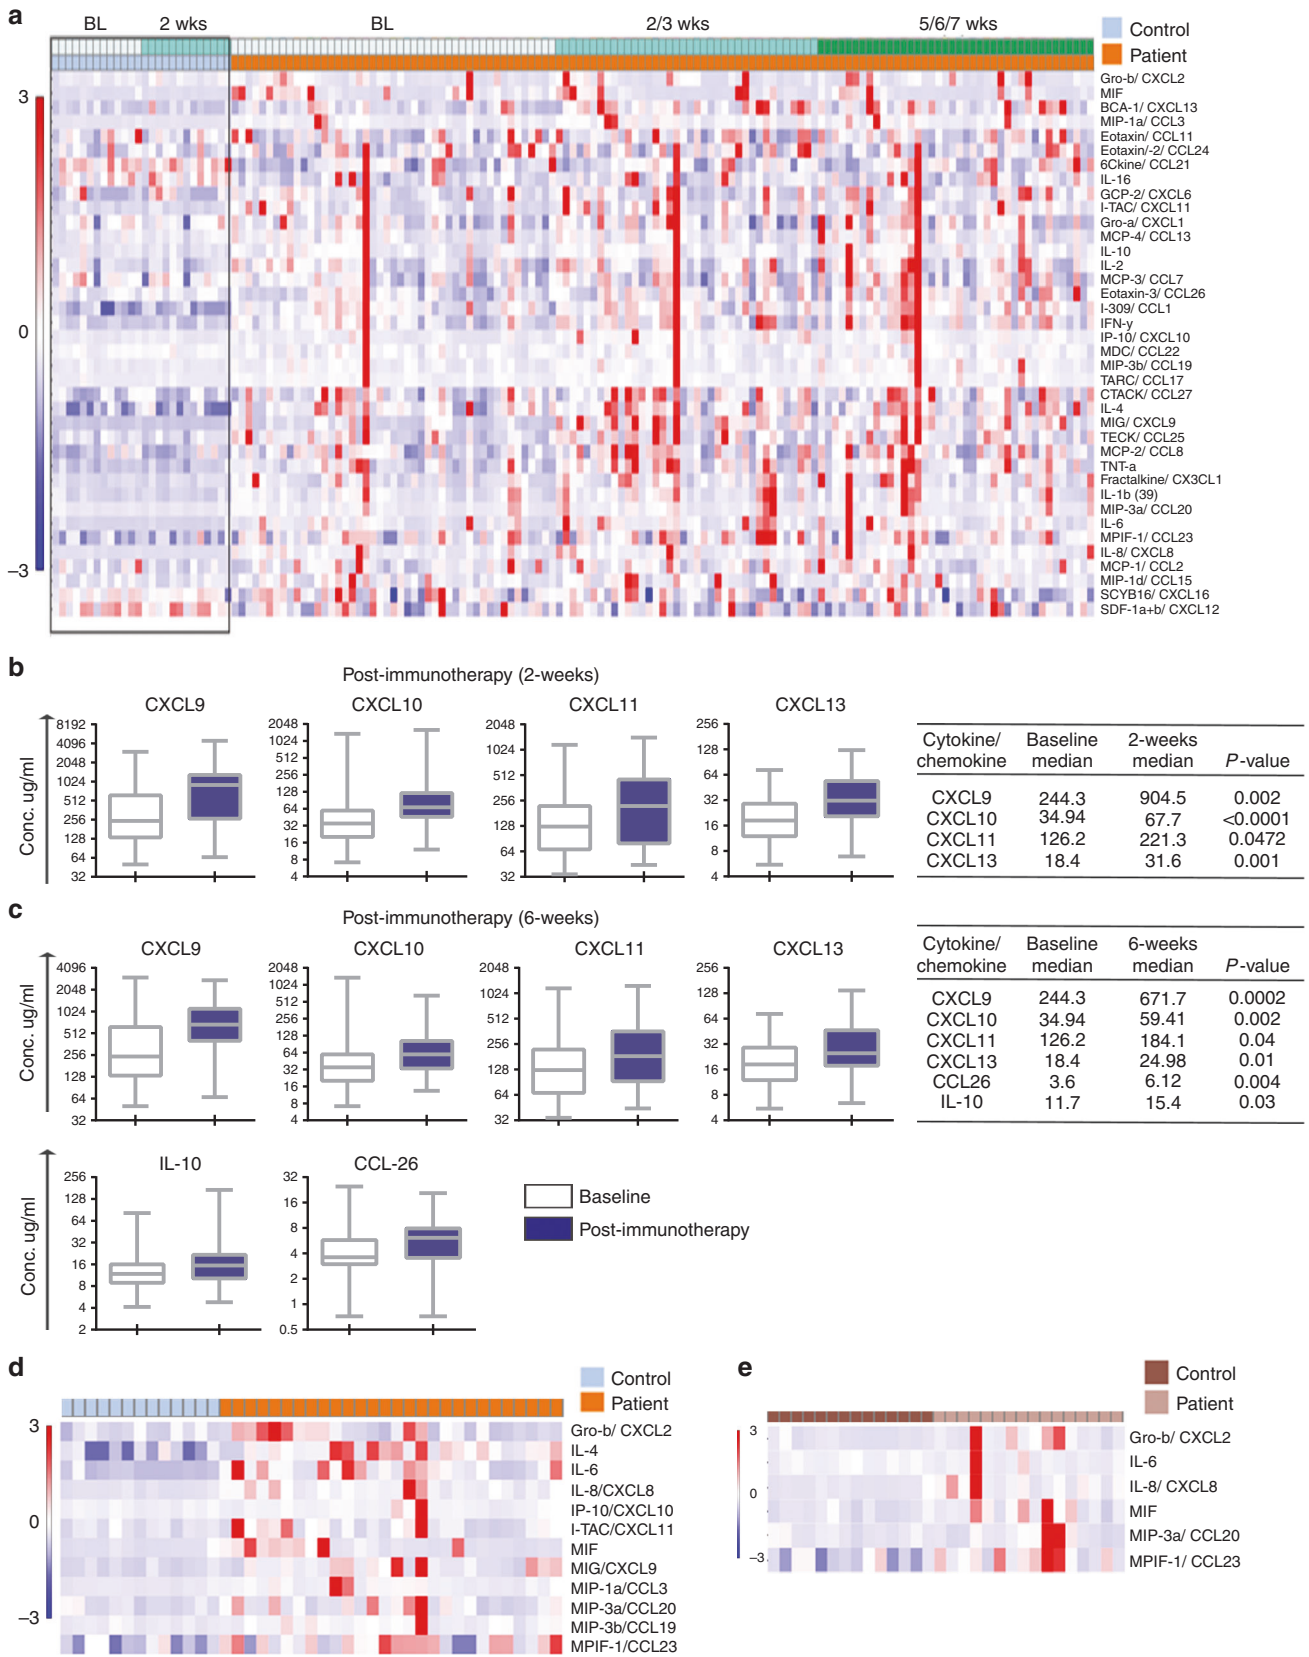 a
BL 2 wks BL 2/3 wks 5/6/7 wks
Control
Patient
3
0
–3
Gro-b/ CXCL2
MIF
BCA-1/ CXCL13
MIP-1a/ CCL3
Eotaxin/ CCL11
Eotaxin/-2/ CCL24
6Ckine/ CCL21
IL-16
GCP-2/ CXCL6
I-TAC/ CXCL11
Gro-a/ CXCL1
MCP-4/ CCL13
IL-10
IL-2
MCP-3/ CCL7
Eotaxin-3/ CCL26
I-309/ CCL1
IFN-y
IP-10/ CXCL10
MDC/ CCL22
MIP-3b/ CCL19
TARC/ CCL17
CTACK/ CCL27
IL-4
MIG/ CXCL9
TECK/ CCL25
MCP-2/ CCL8
TNT-a
Fractalkine/ CX3CL1
IL-1b (39)
MIP-3a/ CCL20
IL-6
MPIF-1/ CCL23
IL-8/ CXCL8
MCP-1/ CCL2
MIP-1d/ CCL15
SCYB16/ CXCL16
SDF-1a+b/ CXCL12
b
Post-immunotherapy (2-weeks)
Conc. ug/ml
CXCL9
8192
4096
2048
1024
512
256
128
64
32
CXCL10
2048
1024
512
256
128
64
32
16
8
4
CXCL11
2048
1024
512
256
128
64
32
CXCL13
256
128
64
32
16
8
4
Cytokine/ Baseline 2-weeks
chemokine median median P-value
CXCL9 244.3 904.5 0.002
CXCL10 34.94 67.7 <0.0001
CXCL11 126.2 221.3 0.0472
CXCL13 18.4 31.6 0.001
c
Post-immunotherapy (6-weeks)
Conc. ug/ml
CXCL9
4096
2048
1024
512
256
128
64
32
CXCL10
2048
1024
512
256
128
64
32
16
8
4
CXCL11
2048
1024
512
256
128
64
32
CXCL13
256
128
64
32
16
8
4
Cytokine/ Baseline 6-weeks
chemokine median median P-value
CXCL9 244.3 671.7 0.0002
CXCL10 34.94 59.41 0.002
CXCL11 126.2 184.1 0.04
CXCL13 18.4 24.98 0.01
CCL26 3.6 6.12 0.004
IL-10 11.7 15.4 0.03
Conc. ug/ml
IL-10
256
128
64
32
16
8
4
2
CCL-26
32
16
8
4
2
1
0.5
Baseline
Post-immunotherapy
d
Control
Patient
3
0
–3
Gro-b/ CXCL2
IL-4
IL-6
IL-8/CXCL8
IP-10/CXCL10
I-TAC/CXCL11
MIF
MIG/CXCL9
MIP-1a/CCL3
MIP-3a/CCL20
MIP-3b/CCL19
MPIF-1/CCL23
e
Control
Patient
3
0
–3
Gro-b/ CXCL2
IL-6
IL-8/ CXCL8
MIF
MIP-3a/ CCL20
MPIF-1/ CCL23